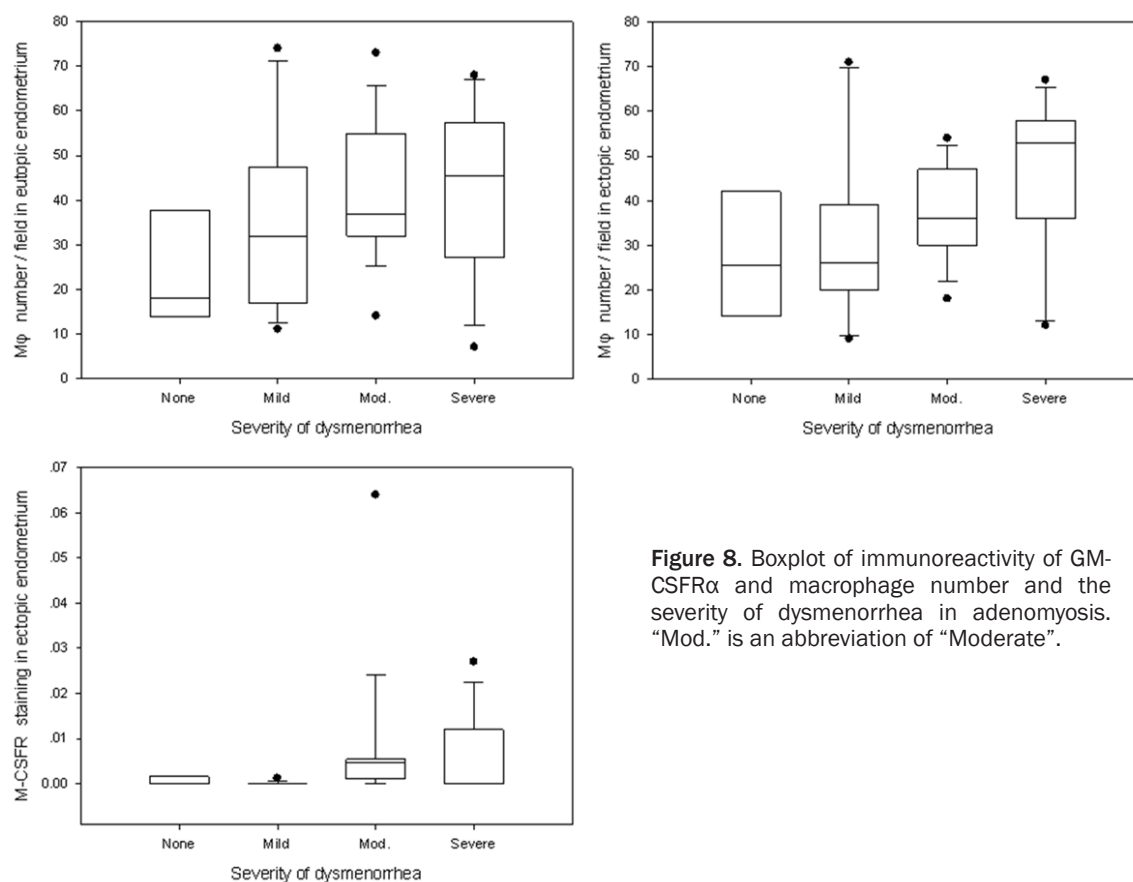 Mφ number / field in eutopic endometrium
80
70
60
50
40
30
20
10
0
None Mild Mod. Severe
Severity of dysmenorrhea
Mφ number / field in ectopic endometrium
80
70
60
50
40
30
20
10
0
None Mild Mod. Severe
Severity of dysmenorrhea
M-CSFR staining in ectopic endometrium
.07
.06
.05
.04
.03
.02
.01
0.00
None Mild Mod. Severe
Severity of dysmenorrhea
Figure 8. Boxplot of immunoreactivity of GM-
CSFRα and macrophage number and the
severity of dysmenorrhea in adenomyosis.
“Mod.” is an abbreviation of “Moderate”.